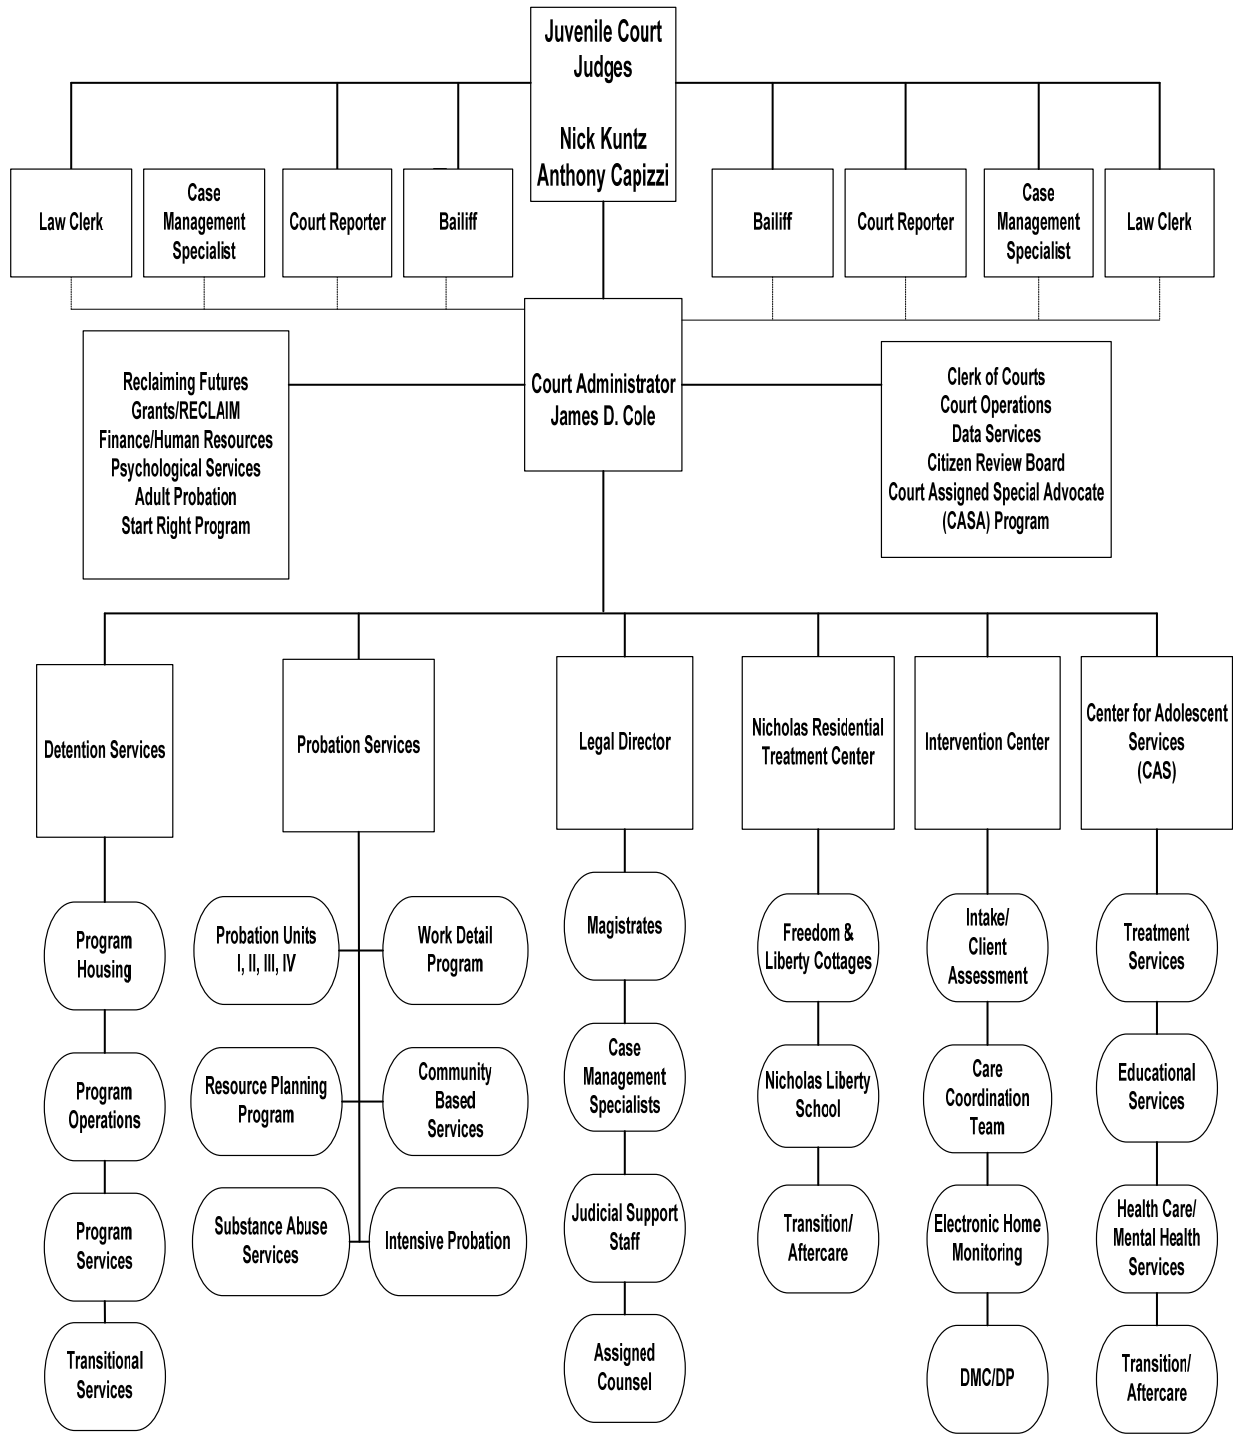 Juvenile Court
Judges
Nick Kuntz
Anthony Capizzi
Law Clerk
Case
Management
Specialist
Court Reporter
Bailiff
Bailiff
Court Reporter
Case
Management
Specialist
Law Clerk
Court Administrator
James D. Cole
Reclaiming Futures
Grants/RECLAIM
Finance/Human Resources
Psychological Services
Adult Probation
Start Right Program
Clerk of Courts
Court Operations
Data Services
Citizen Review Board
Court Assigned Special Advocate
(CASA) Program
Detention Services
Probation Services
Legal Director
Nicholas Residential
Treatment Center
Intervention Center
Center for Adolescent
Services
(CAS)
Program
Housing
Program
Operations
Program
Services
Transitional
Services
Probation Units
I, II, III, IV
Work Detail
Program
Resource Planning
Program
Community
Based
Services
Substance Abuse
Services
Intensive Probation
Magistrates
Case
Management
Specialists
Judicial Support
Staff
Assigned
Counsel
Freedom &
Liberty Cottages
Nicholas Liberty
School
Transition/
Aftercare
Intake/
Client
Assessment
Care
Coordination
Team
Electronic Home
Monitoring
DMC/DP
Treatment
Services
Educational
Services
Health Care/
Mental Health
Services
Transition/
Aftercare